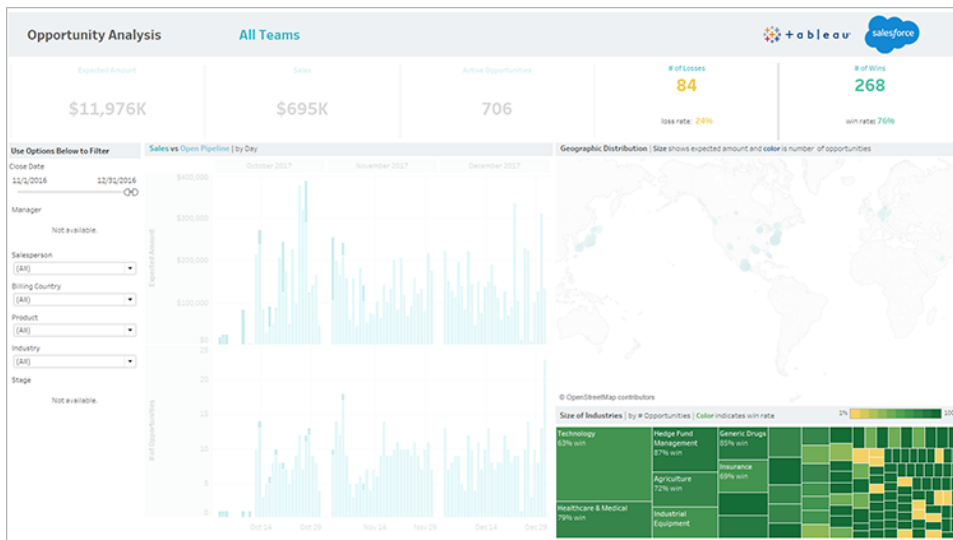 Opportunity Analysis
All Teams
+ a b l e a u
salesforce
Expected Amount
$11,976K
Sales
$695K
Active Opportunities
706
# of Losses
84
loss rate: 24%
# of Wins
268
win rate: 76%
Use Options Below to Filter
Close Date
11/1/2016 12/31/2016
Manager
Not available.
Salesperson
(All)
Billing Country
(All)
Product
(All)
Industry
(All)
Stage
Not available.
Sales vs Open Pipeline | by Day
October 2017 November 2017 December 2017
Expected Amount
$400,000
$300,000
$200,000
$100,000
$0
# of Opportunities
25
20
15
10
5
0
Oct 14 Oct 29 Nov 14 Nov 29 Dec 14 Dec 29
Geographic Distribution | Size shows expected amount and color is number of opportunities
© OpenStreetMap contributors
Size of Industries | by # Opportunities | Color indicates win rate
Technology
63% win
Healthcare & Medical
79% win
Hedge Fund
Management
87% win
Agriculture
72% win
Industrial
Equipment
Generic Drugs
85% win
Insurance
69% win